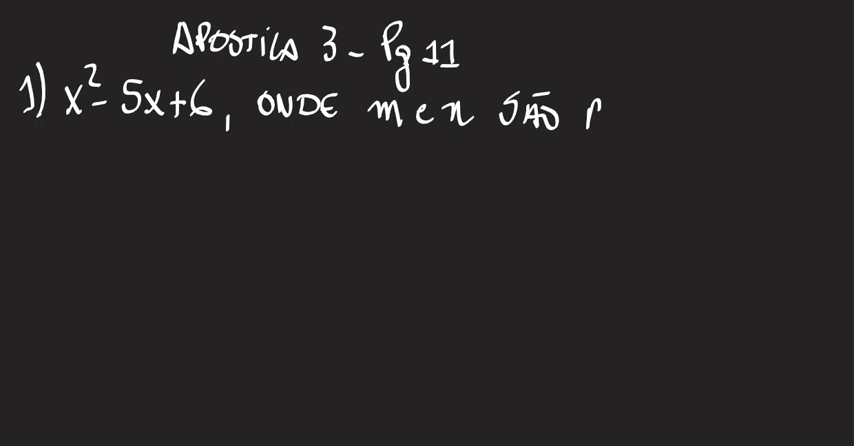 APOSTILA 3 - Pg 11
1) x² - 5x + 6, ONDE m e n SÃO